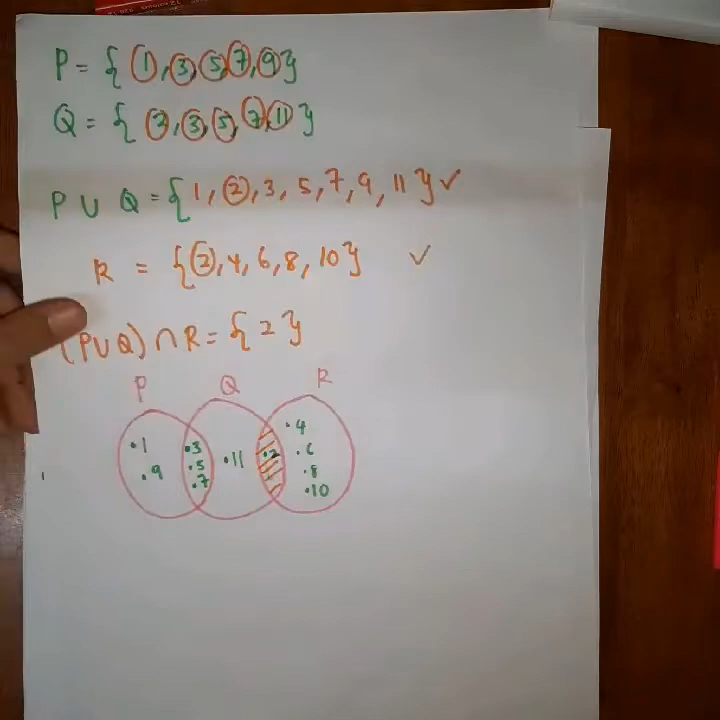 P = { 1, 3, 5, 7, 9 }
Q = { 2, 3, 5, 7, 11 }
P ∪ Q = { 1, 2, 3, 5, 7, 9, 11 } ✓
R = { 2, 4, 6, 8, 10 } ✓
(P∪Q) ∩ R = { 2 }
P Q R
•1 •9
•3 •5 •7
•11
•2
•4 •6 •8 •10